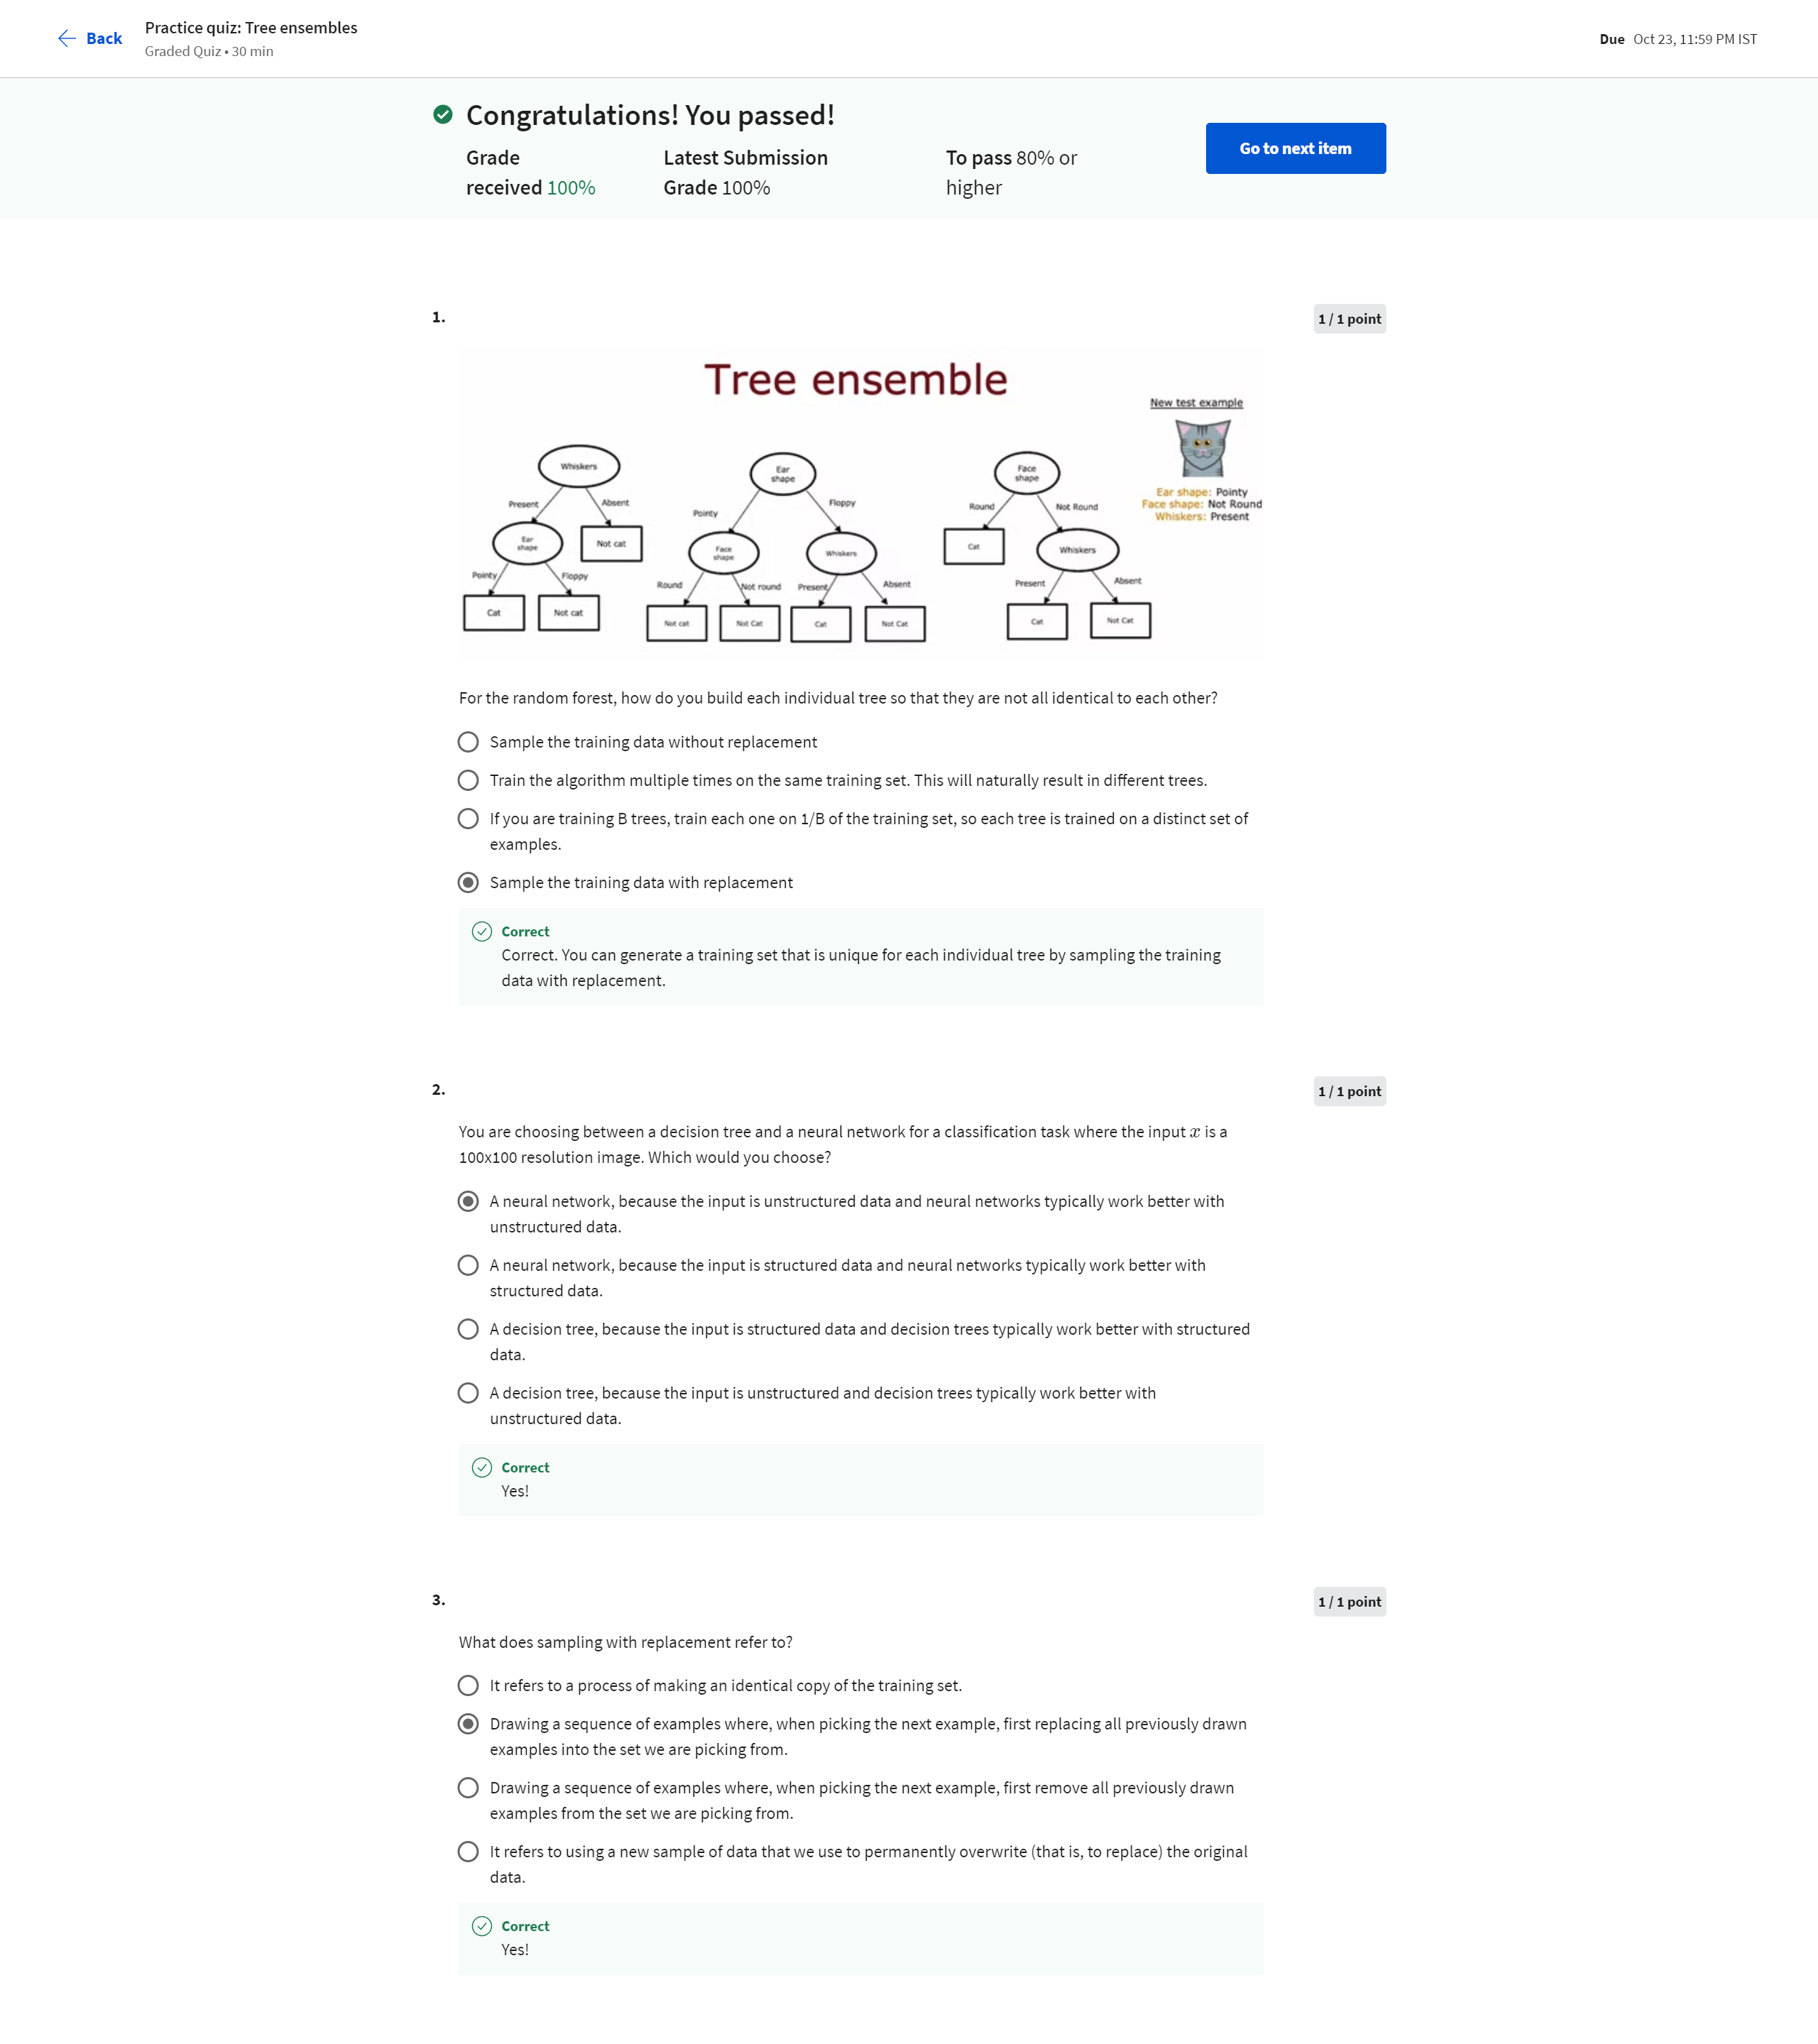 Back
Practice quiz: Tree ensembles
Graded Quiz • 30 min
Due Oct 23, 11:59 PM IST
Congratulations! You passed!
Grade
received 100%
Latest Submission
Grade 100%
To pass 80% or
higher
Go to next item
1.
1 / 1 point
Tree ensemble
New test example
Ear shape: Pointy
Face shape: Not Round
Whiskers: Present
Whiskers
Present
Absent
Ear
shape
Not cat
Pointy
Floppy
Cat
Not cat
Ear
shape
Pointy
Floppy
Face
shape
Whiskers
Round
Not round
Present
Absent
Not cat
Not Cat
Cat
Not Cat
Face
shape
Round
Not Round
Cat
Whiskers
Present
Absent
Cat
Not Cat
For the random forest, how do you build each individual tree so that they are not all identical to each other?
Sample the training data without replacement
Train the algorithm multiple times on the same training set. This will naturally result in different trees.
If you are training B trees, train each one on 1/B of the training set, so each tree is trained on a distinct set of
examples.
Sample the training data with replacement
Correct
Correct. You can generate a training set that is unique for each individual tree by sampling the training
data with replacement.
2.
1 / 1 point
You are choosing between a decision tree and a neural network for a classification task where the input x is a
100x100 resolution image. Which would you choose?
A neural network, because the input is unstructured data and neural networks typically work better with
unstructured data.
A neural network, because the input is structured data and neural networks typically work better with
structured data.
A decision tree, because the input is structured data and decision trees typically work better with structured
data.
A decision tree, because the input is unstructured and decision trees typically work better with
unstructured data.
Correct
Yes!
3.
1 / 1 point
What does sampling with replacement refer to?
It refers to a process of making an identical copy of the training set.
Drawing a sequence of examples where, when picking the next example, first replacing all previously drawn
examples into the set we are picking from.
Drawing a sequence of examples where, when picking the next example, first remove all previously drawn
examples from the set we are picking from.
It refers to using a new sample of data that we use to permanently overwrite (that is, to replace) the original
data.
Correct
Yes!